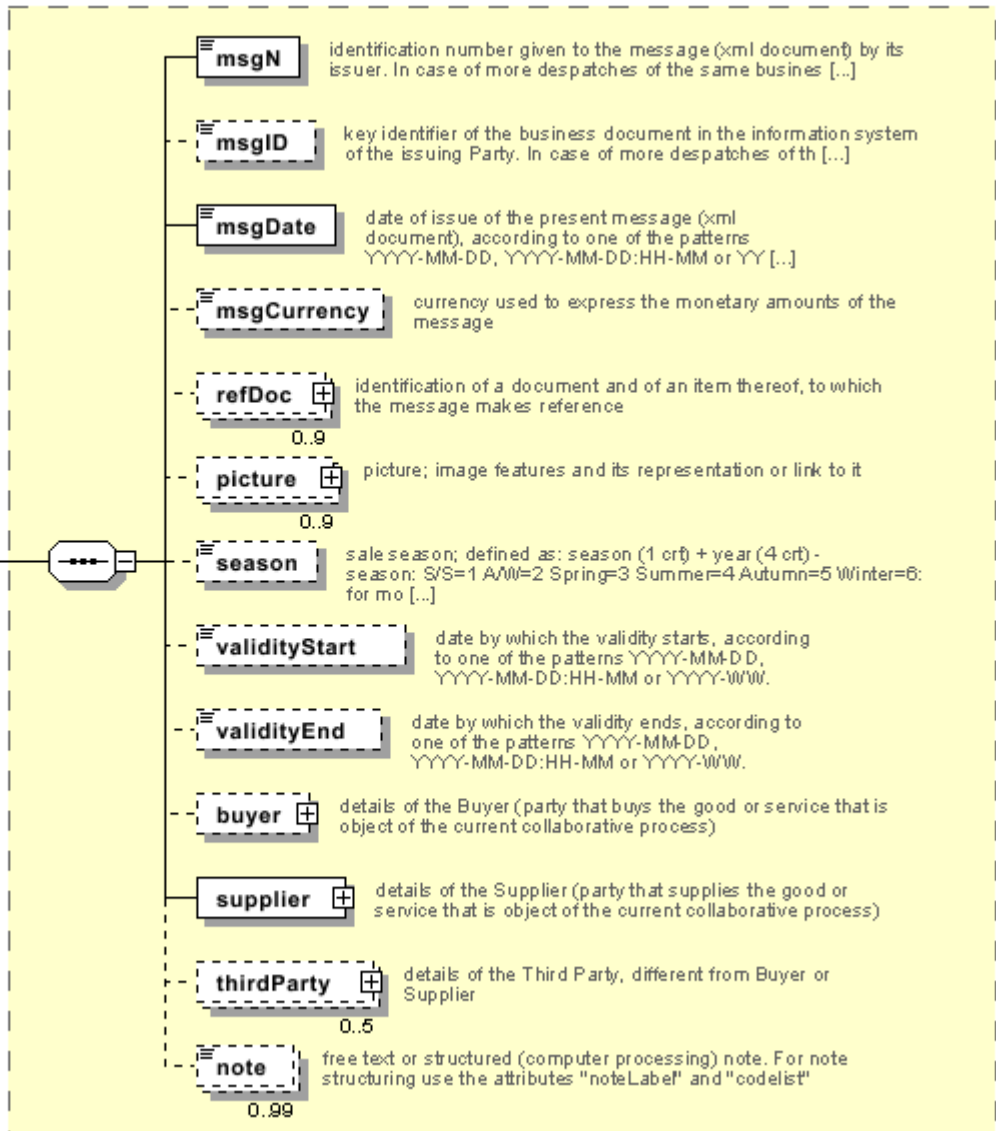 msgN
identification number given to the message (xml document) by its
issuer. In case of more despatches of the same busines [...]
msgID
key identifier of the business document in the information system
of the issuing Party. In case of more despatches of th [...]
msgDate
date of issue of the present message (xml
document), according to one of the patterns
YYYY-MM-DD, YYYY-MM-DD:HH-MM or YY [...]
msgCurrency
currency used to express the monetary amounts of the
message
refDoc
identification of a document and of an item thereof, to which
the message makes reference
0..9
picture
picture; image features and its representation or link to it
0..9
season
sale season; defined as: season (1 crt) + year (4 crt) -
season: S/S=1 A/W=2 Spring=3 Summer=4 Autumn=5 Winter=6:
for mo [...]
validityStart
date by which the validity starts, according
to one of the patterns YYYY-MM-DD,
YYYY-MM-DD:HH-MM or YYYY-WW.
validityEnd
date by which the validity ends, according to
one of the patterns YYYY-MM-DD,
YYYY-MM-DD:HH-MM or YYYY-WW.
buyer
details of the Buyer (party that buys the good or service that is
object of the current collaborative process)
supplier
details of the Supplier (party that supplies the good or
service that is object of the current collaborative process)
thirdParty
details of the Third Party, different from Buyer or
Supplier
0..5
note
free text or structured (computer processing) note. For note
structuring use the attributes "noteLabel" and "codelist"
0..99